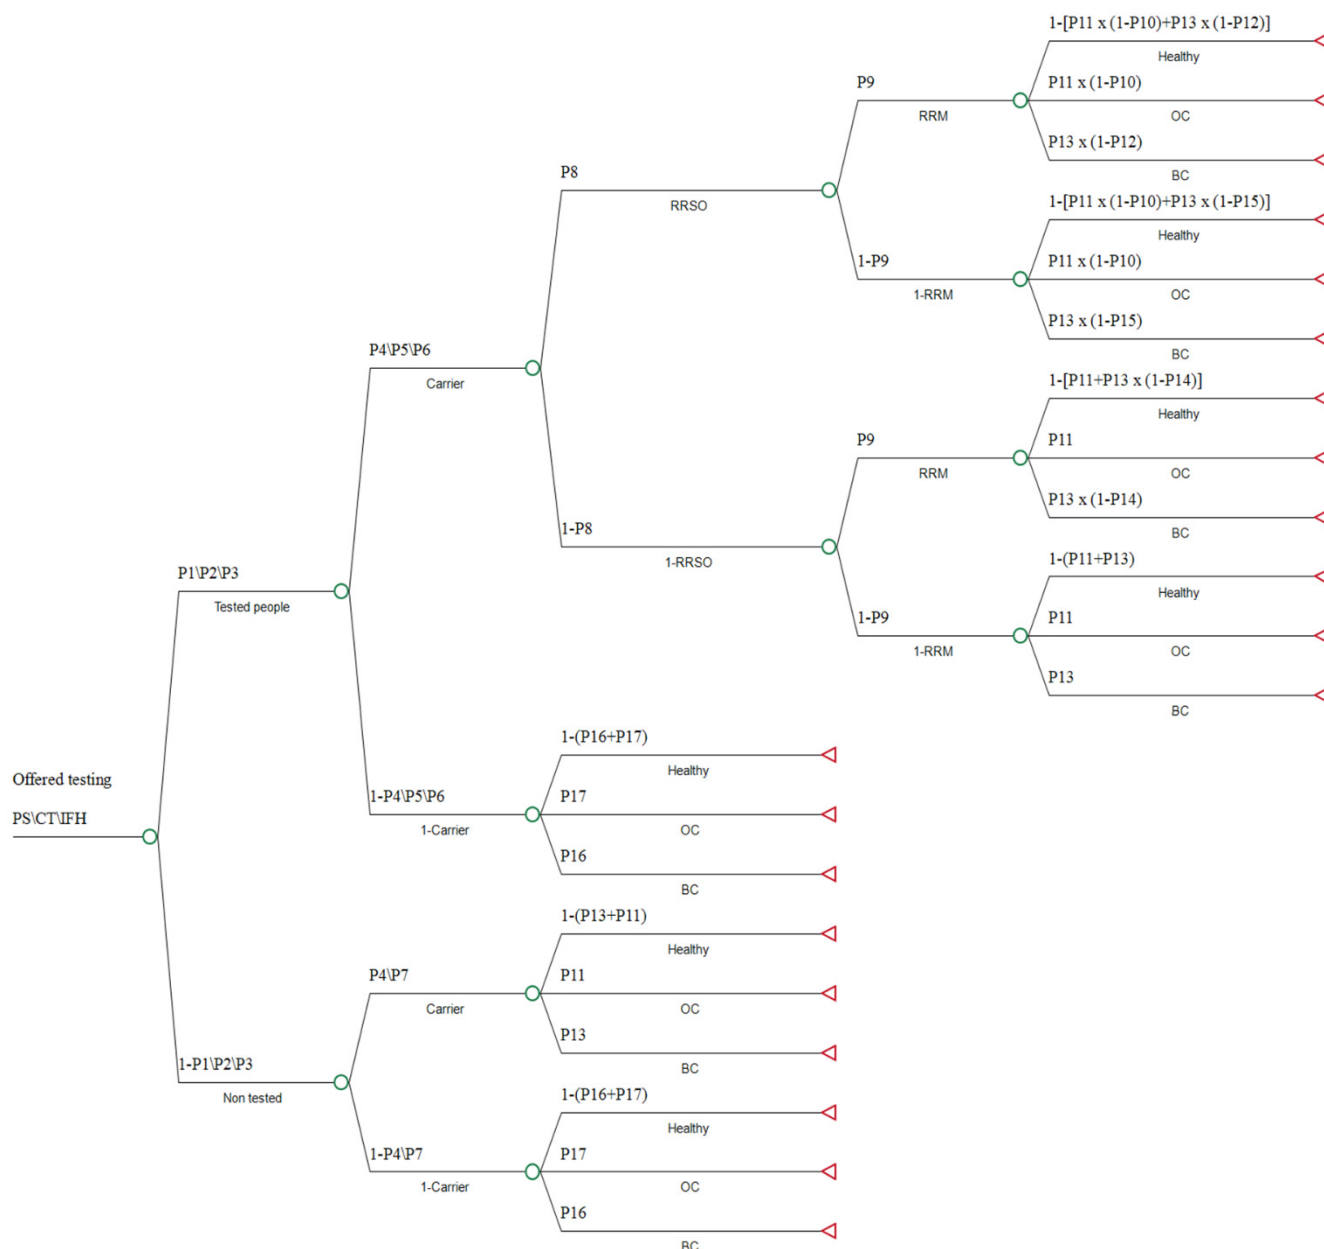 1-[P11 x (1-P10)+P13 x (1-P12)]
Healthy
P9
P11 x (1-P10)
RRM
OC
P13 x (1-P12)
BC
P8
RRSO
1-[P11 x (1-P10)+P13 x (1-P15)]
Healthy
1-P9
P11 x (1-P10)
1-RRM
OC
P13 x (1-P15)
BC
P4\P5\P6
Carrier
1-[P11+P13 x (1-P14)]
Healthy
P9
P11
RRM
OC
P13 x (1-P14)
BC
1-P8
1-RRSO
1-(P11+P13)
Healthy
P1\P2\P3
Tested people
1-P9
P11
1-RRM
OC
P13
BC
1-(P16+P17)
Healthy
Offered testing
1-P4\P5\P6
P17
PS\CT\IFH
1-Carrier
OC
P16
BC
1-(P13+P11)
Healthy
P4\P7
P11
Carrier
OC
P13
BC
1-P1\P2\P3
Non tested
1-(P16+P17)
Healthy
1-P4\P7
P17
1-Carrier
OC
P16
BC